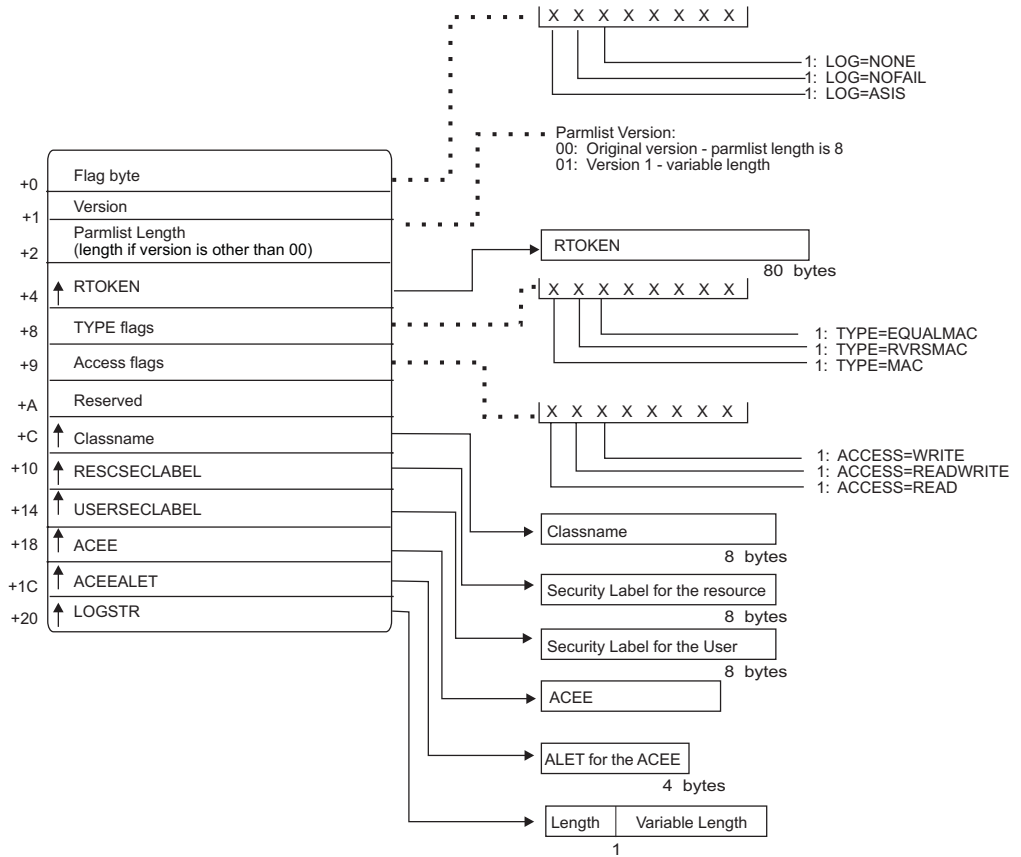 X X X X X X X X
1: LOG=NONE
1: LOG=NOFAIL
1: LOG=ASIS
Parmlist Version:
00: Original version - parmlist length is 8
01: Version 1 - variable length
+0 Flag byte
+1 Version
+2 Parmlist Length
(length if version is other than 00)
+4 RTOKEN
+8 TYPE flags
+9 Access flags
+A Reserved
+C Classname
+10 RESCSECLABEL
+14 USERSECLABEL
+18 ACEE
+1C ACEEALET
+20 LOGSTR
RTOKEN
80 bytes
X X X X X X X X
1: TYPE=EQUALMAC
1: TYPE=RVRSMAC
1: TYPE=MAC
X X X X X X X X
1: ACCESS=WRITE
1: ACCESS=READWRITE
1: ACCESS=READ
Classname
8 bytes
Security Label for the resource
8 bytes
Security Label for the User
8 bytes
ACEE
ALET for the ACEE
4 bytes
Length Variable Length
1